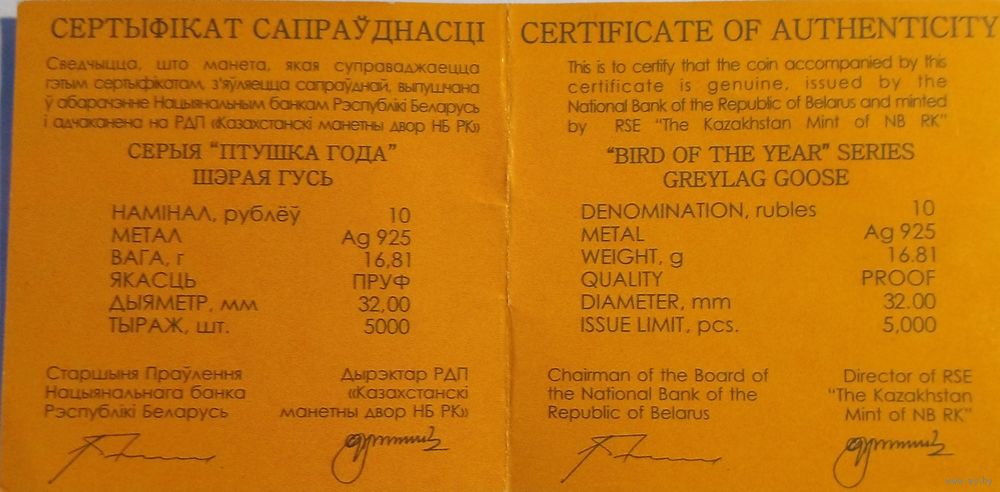 СЕРТЫФІКАТ САПРАЎДНАСЦІ
Сведчыцца, што манета, якая суправаджаецца
гэтым сертыфікатам, з'яўляецца сапраўднай, выпушчана
ў абарачэнне Нацыянальным банкам Рэспублікі Беларусь
і адчаканена на РДП «Казахстанскі манетны двор НБ РК»
СЕРЫЯ "ПТУШКА ГОДА"
ШЭРАЯ ГУСЬ
НАМІНАЛ, рублёў 10
МЕТАЛ Ag 925
ВАГА, г 16,81
ЯКАСЦЬ ПРУФ
ДЫЯМЕТР, мм 32,00
ТЫРАЖ, шт. 5000
Старшыня Праўлення
Нацыянальнага банка
Рэспублікі Беларусь
Дырэктар РДП
«Казахстанскі
манетны двор НБ РК»
CERTIFICATE OF AUTHENTICITY
This is to certify that the coin accompanied by this
certificate is genuine, issued by the
National Bank of the Republic of Belarus and minted
by RSE "The Kazakhstan Mint of NB RK"
"BIRD OF THE YEAR" SERIES
GREYLAG GOOSE
DENOMINATION, rubles 10
METAL Ag 925
WEIGHT, g 16.81
QUALITY PROOF
DIAMETER, mm 32.00
ISSUE LIMIT, pcs. 5,000
Chairman of the Board of
the National Bank of the
Republic of Belarus
Director of RSE
"The Kazakhstan
Mint of NB RK"